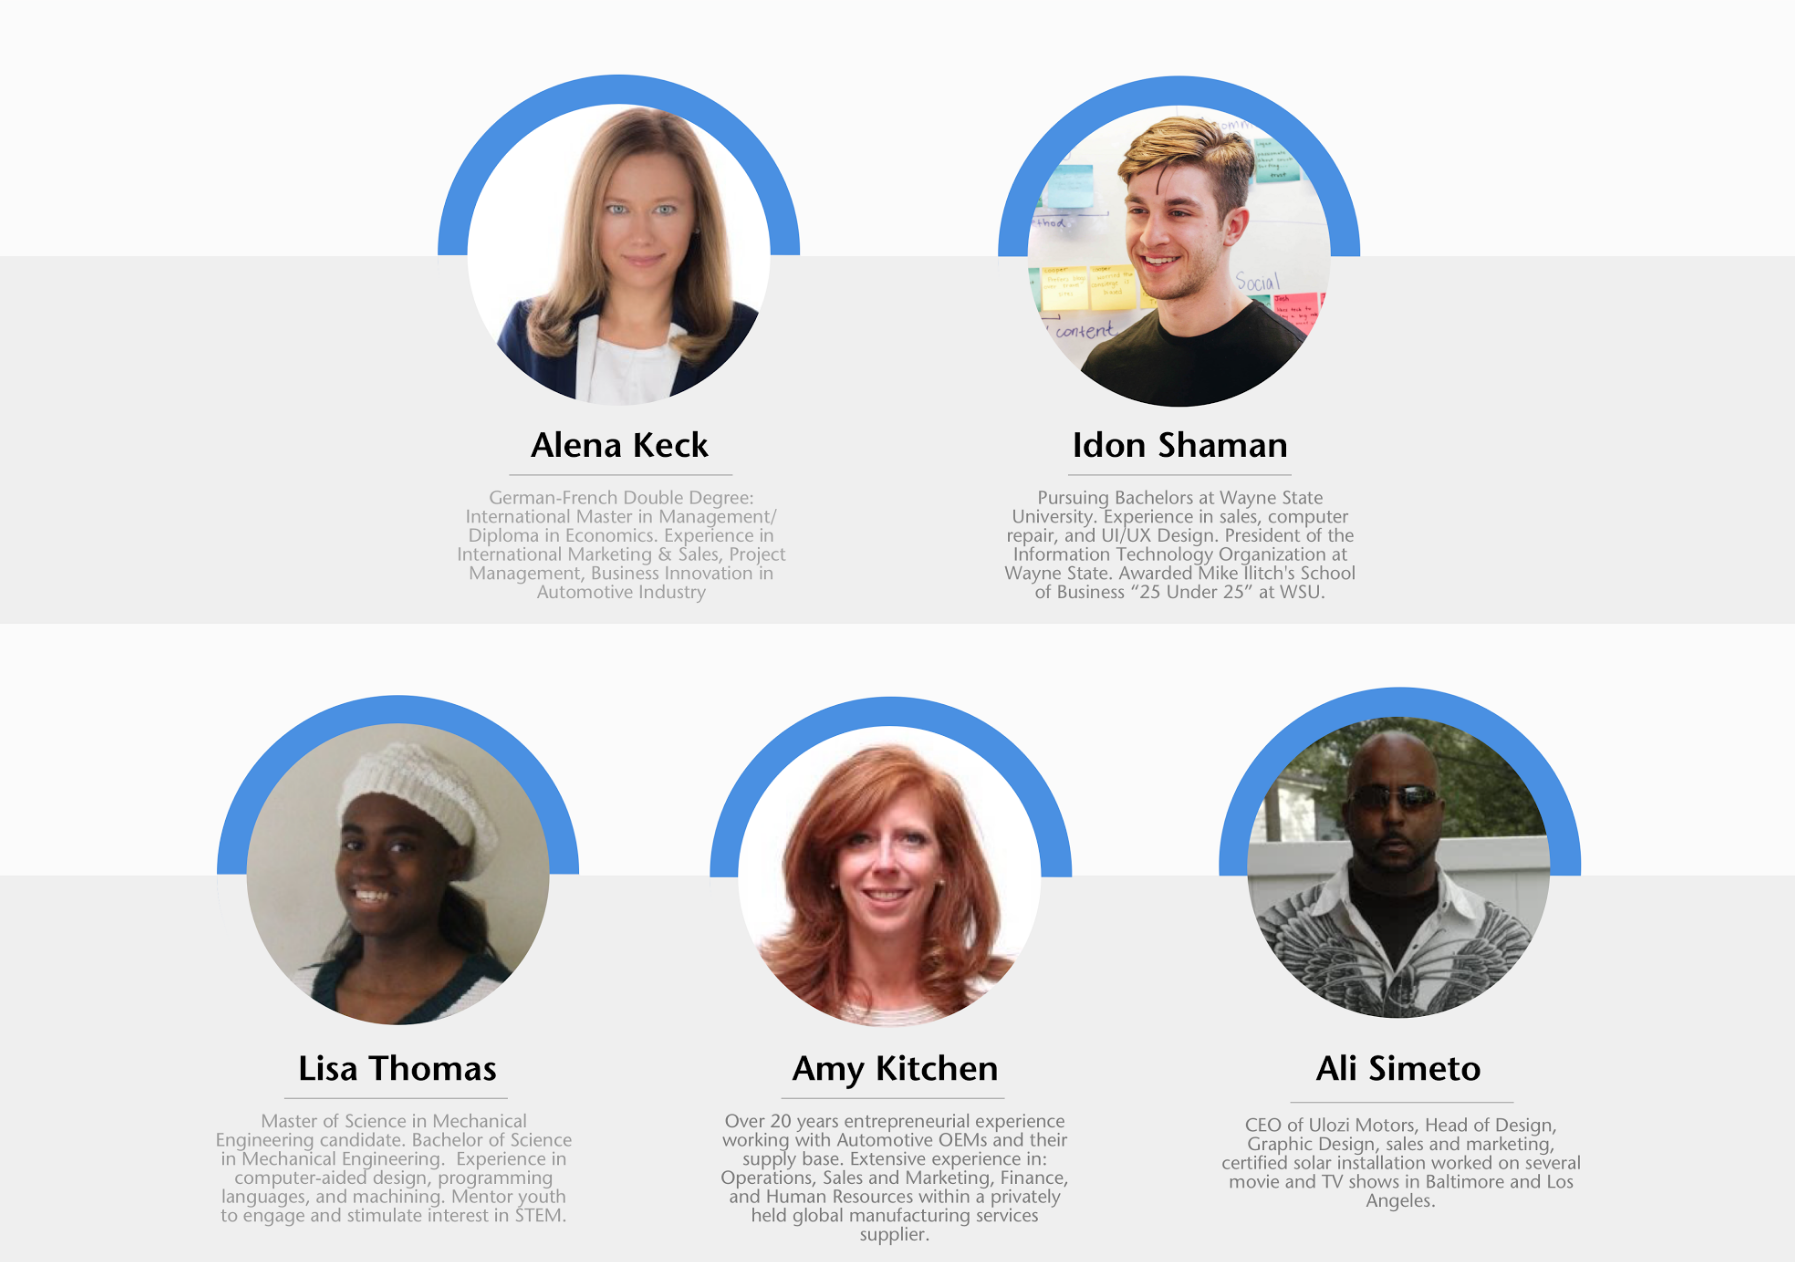 Alena Keck
German-French Double Degree:
International Master in Management/
Diploma in Economics. Experience in
International Marketing & Sales, Project
Management, Business Innovation in
Automotive Industry
Social
content
Idon Shaman
Pursuing Bachelors at Wayne State
University. Experience in sales, computer
repair, and UI/UX Design. President of the
Information Technology Organization at
Wayne State. Awarded Mike Ilitch's School
of Business “25 Under 25” at WSU.
Lisa Thomas
Master of Science in Mechanical
Engineering candidate. Bachelor of Science
in Mechanical Engineering.  Experience in
computer-aided design, programming
languages, and machining. Mentor youth
to engage and stimulate interest in STEM.
Amy Kitchen
Over 20 years entrepreneurial experience
working with Automotive OEMs and their
supply base. Extensive experience in:
Operations, Sales and Marketing, Finance,
and Human Resources within a privately
held global manufacturing services
supplier.
Ali Simeto
CEO of Ulozi Motors, Head of Design,
Graphic Design, sales and marketing,
certified solar installation worked on several
movie and TV shows in Baltimore and Los
Angeles.